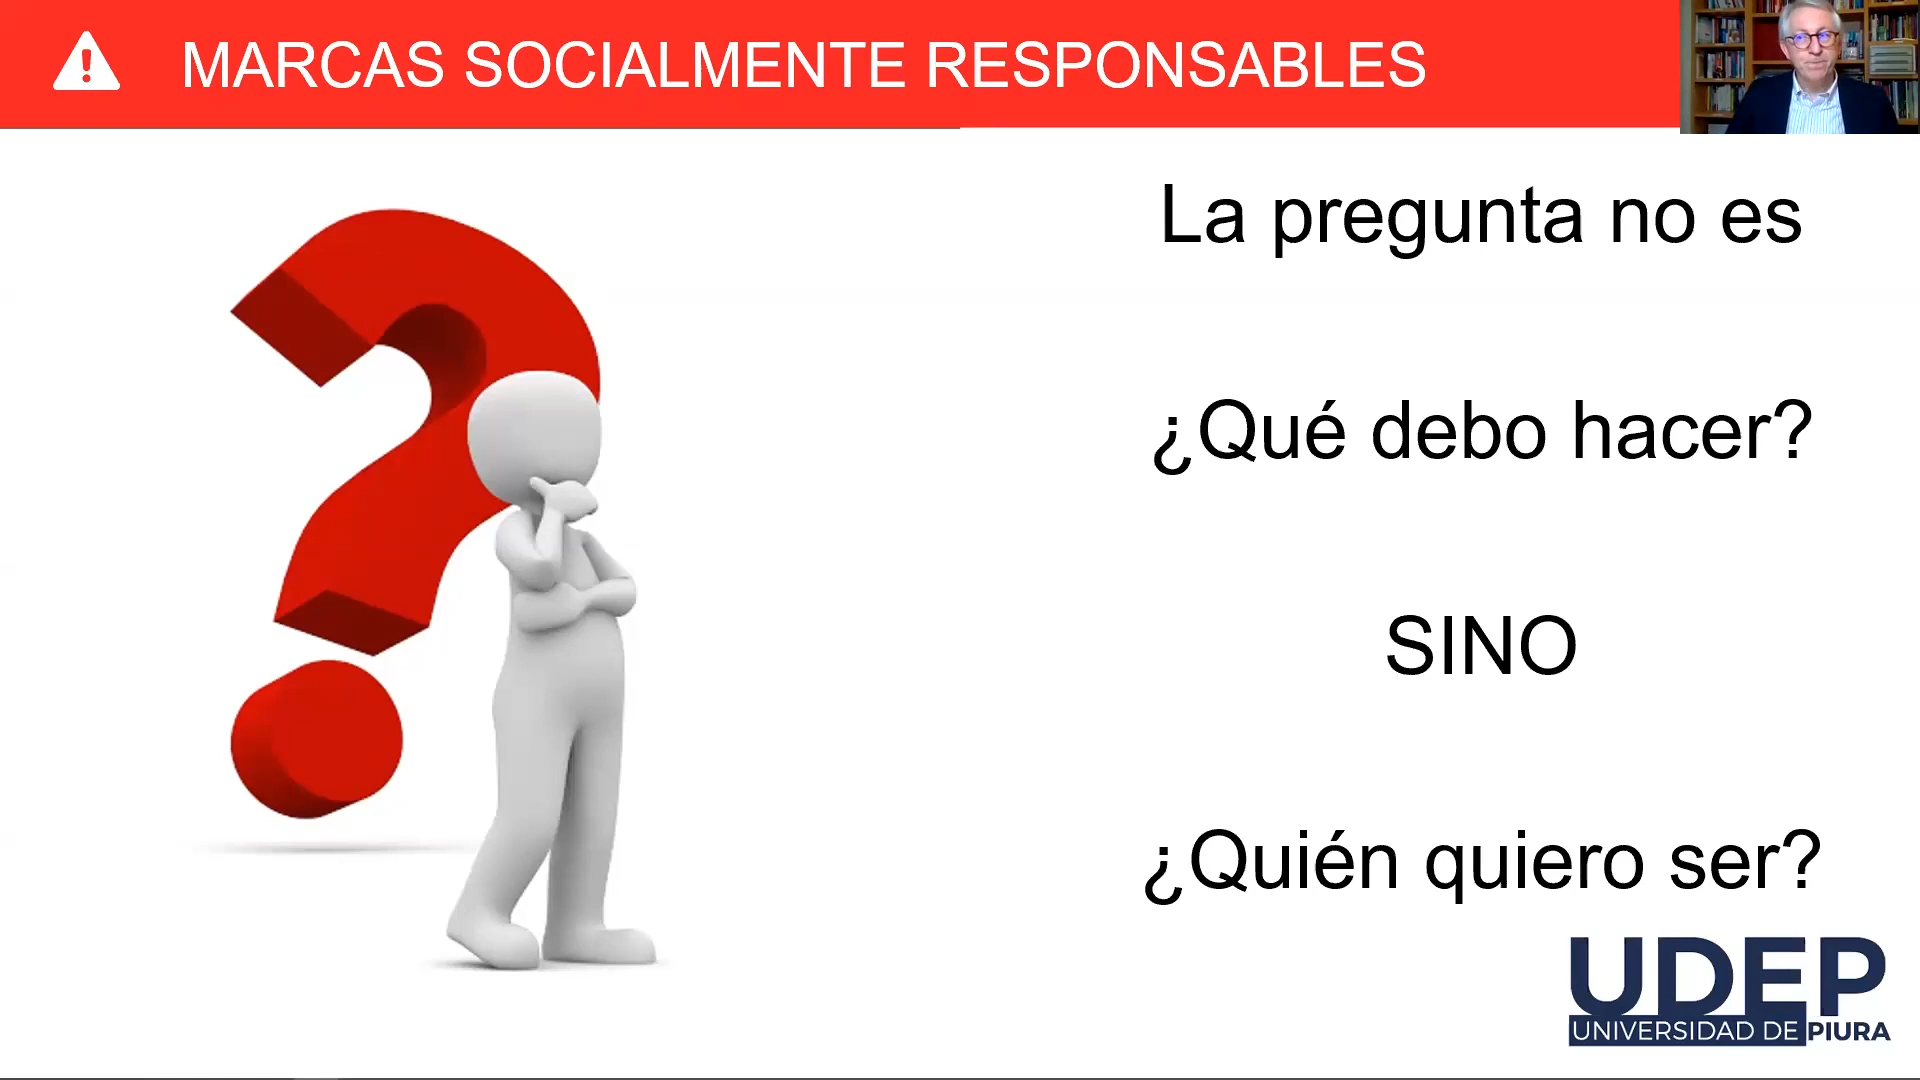 MARCAS SOCIALMENTE RESPONSABLES
La pregunta no es
¿Qué debo hacer?
SINO
¿Quién quiero ser?
UDEP
UNIVERSIDAD DE PIURA